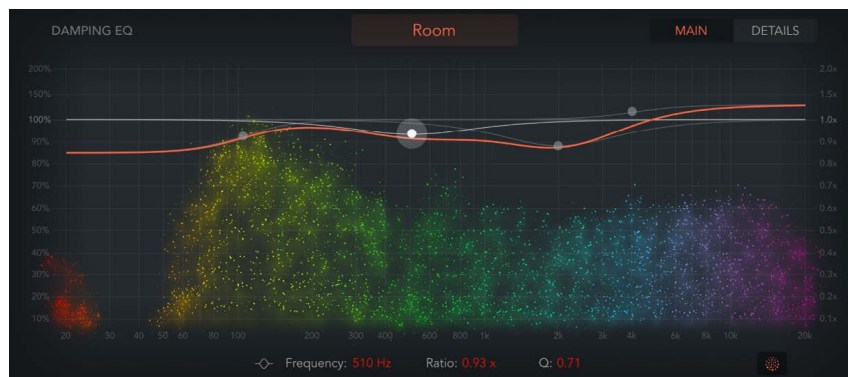 DAMPING EQ Room MAIN DETAILS
200% 2.0x
150% 1.5x
100% 1.0x
90% 0.9x
80% 0.8x
70% 0.7x
60% 0.6x
50% 0.5x
40% 0.4x
30% 0.3x
20% 0.2x
10% 0.1x
20 30 40 50 60 80 100 200 300 400 600 800 1k 2k 3k 4k 6k 8k 10k 20k
Frequency: 510 Hz Ratio: 0.93 x Q: 0.71